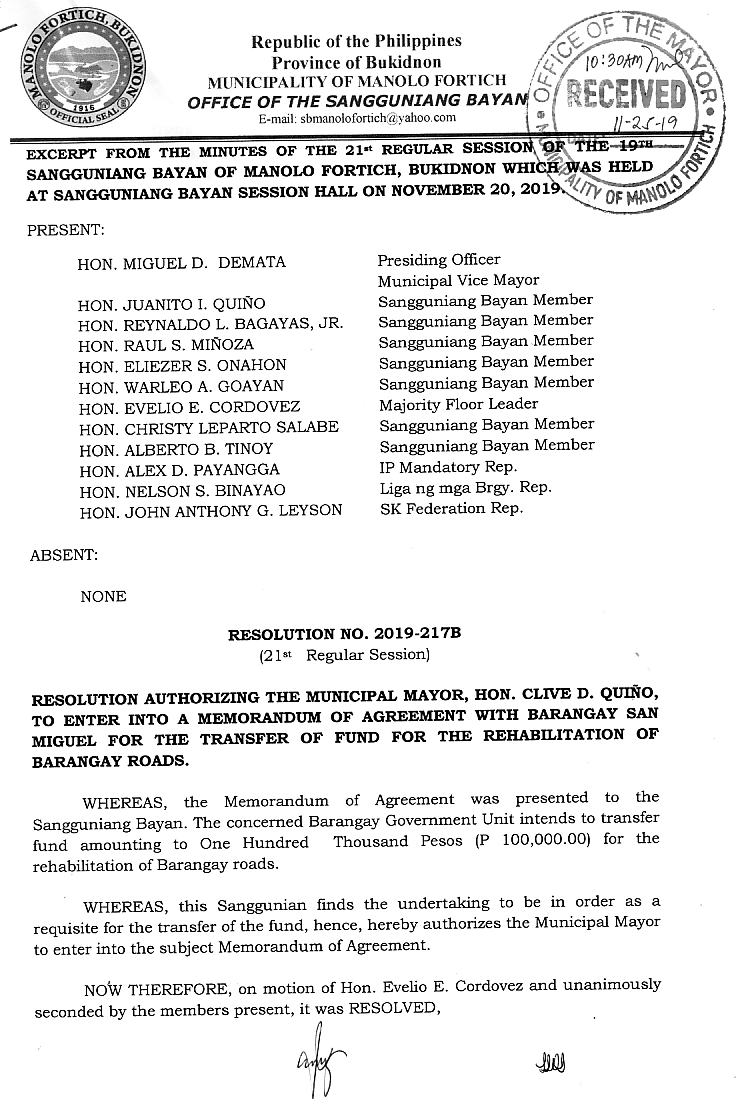 MANOLO FORTICH, BUKIDNON
1916
OFFICIAL SEAL
Republic of the Philippines
Province of Bukidnon
MUNICIPALITY OF MANOLO FORTICH
OFFICE OF THE SANGGUNIANG BAYAN
E-mail: sbmanolofortich@yahoo.com
OFFICE OF THE MAYOR
10:30AM
RECEIVED
DATE:
11-25-19
MUNICIPALITY OF MANOLO FORTICH
EXCERPT FROM THE MINUTES OF THE 21st REGULAR SESSION OF THE 19TH
SANGGUNIANG BAYAN OF MANOLO FORTICH, BUKIDNON WHICH WAS HELD
AT SANGGUNIANG BAYAN SESSION HALL ON NOVEMBER 20, 2019.
PRESENT:
HON. MIGUEL D. DEMATA Presiding Officer
Municipal Vice Mayor
HON. JUANITO I. QUIÑO Sangguniang Bayan Member
HON. REYNALDO L. BAGAYAS, JR. Sangguniang Bayan Member
HON. RAUL S. MIÑOZA Sangguniang Bayan Member
HON. ELIEZER S. ONAHON Sangguniang Bayan Member
HON. WARLEO A. GOAYAN Sangguniang Bayan Member
HON. EVELIO E. CORDOVEZ Majority Floor Leader
HON. CHRISTY LEPARTO SALABE Sangguniang Bayan Member
HON. ALBERTO B. TINOY Sangguniang Bayan Member
HON. ALEX D. PAYANGGA IP Mandatory Rep.
HON. NELSON S. BINAYAO Liga ng mga Brgy. Rep.
HON. JOHN ANTHONY G. LEYSON SK Federation Rep.
ABSENT:
NONE
RESOLUTION NO. 2019-217B
(21st Regular Session)
RESOLUTION AUTHORIZING THE MUNICIPAL MAYOR, HON. CLIVE D. QUIÑO,
TO ENTER INTO A MEMORANDUM OF AGREEMENT WITH BARANGAY SAN
MIGUEL FOR THE TRANSFER OF FUND FOR THE REHABILITATION OF
BARANGAY ROADS.
WHEREAS, the Memorandum of Agreement was presented to the
Sangguniang Bayan. The concerned Barangay Government Unit intends to transfer
fund amounting to One Hundred Thousand Pesos (P 100,000.00) for the
rehabilitation of Barangay roads.
WHEREAS, this Sanggunian finds the undertaking to be in order as a
requisite for the transfer of the fund, hence, hereby authorizes the Municipal Mayor
to enter into the subject Memorandum of Agreement.
NOW THEREFORE, on motion of Hon. Evelio E. Cordovez and unanimously
seconded by the members present, it was RESOLVED,